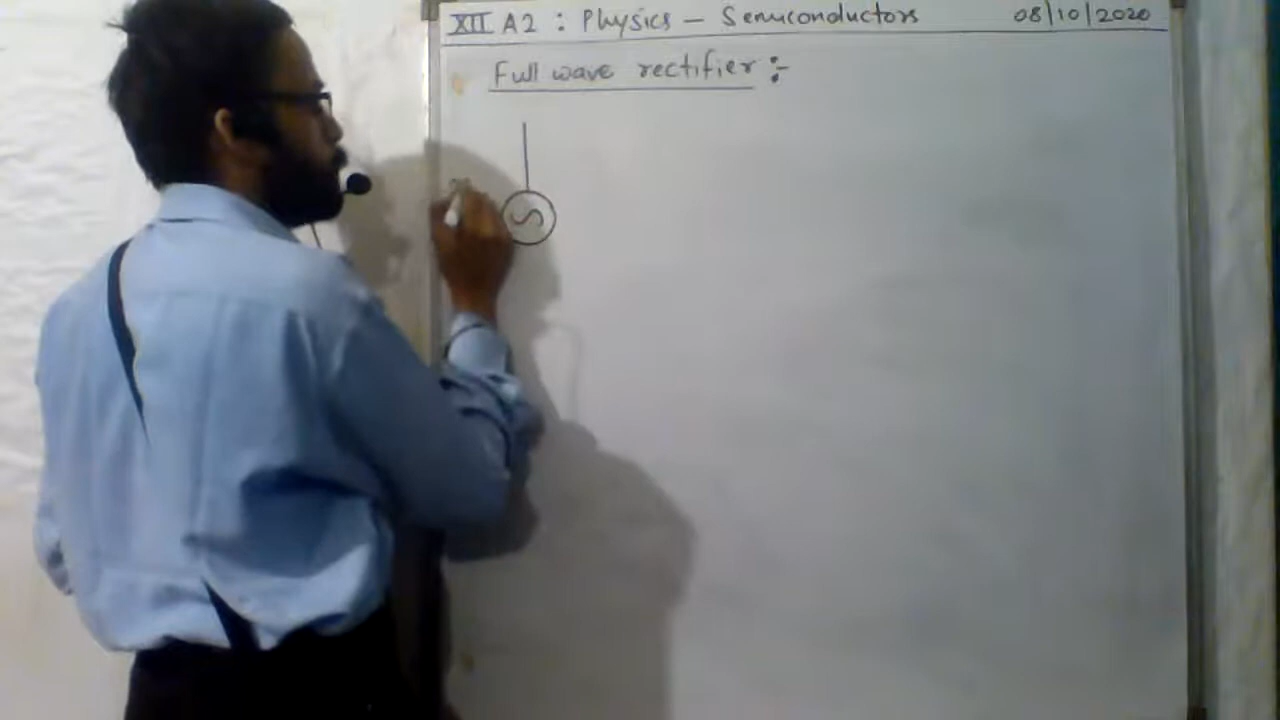 XII A2 : Physics - Semiconductors 08/10/2020
Full wave rectifier :-